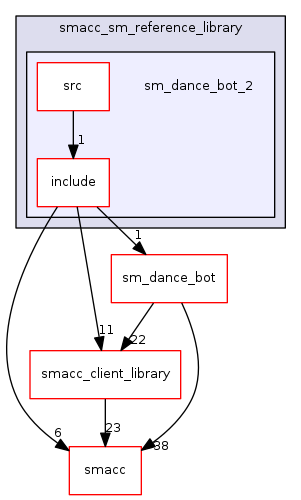 smacc_sm_reference_library
src
sm_dance_bot_2
1
include
1
sm_dance_bot
11
22
smacc_client_library
6
23
38
smacc